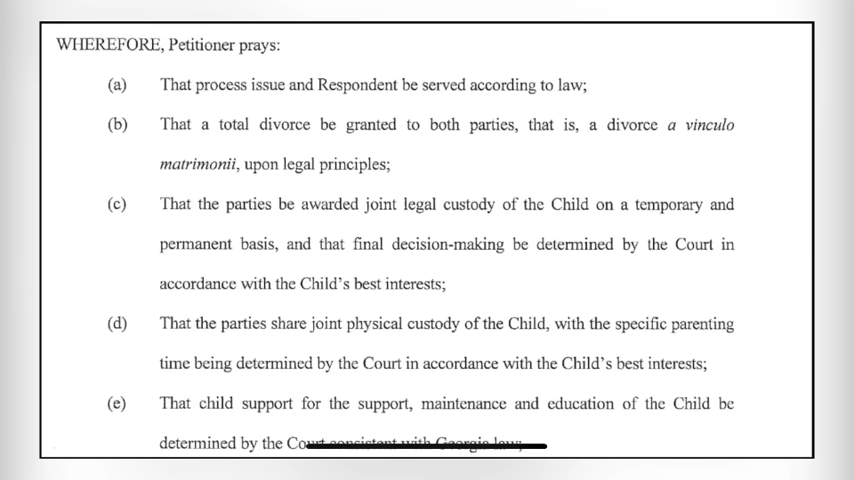 WHEREFORE, Petitioner prays:
(a) That process issue and Respondent be served according to law;
(b) That a total divorce be granted to both parties, that is, a divorce a vinculo
matrimonii, upon legal principles;
(c) That the parties be awarded joint legal custody of the Child on a temporary and
permanent basis, and that final decision-making be determined by the Court in
accordance with the Child's best interests;
(d) That the parties share joint physical custody of the Child, with the specific parenting
time being determined by the Court in accordance with the Child's best interests;
(e) That child support for the support, maintenance and education of the Child be
determined by the Court consistent with Georgia law;